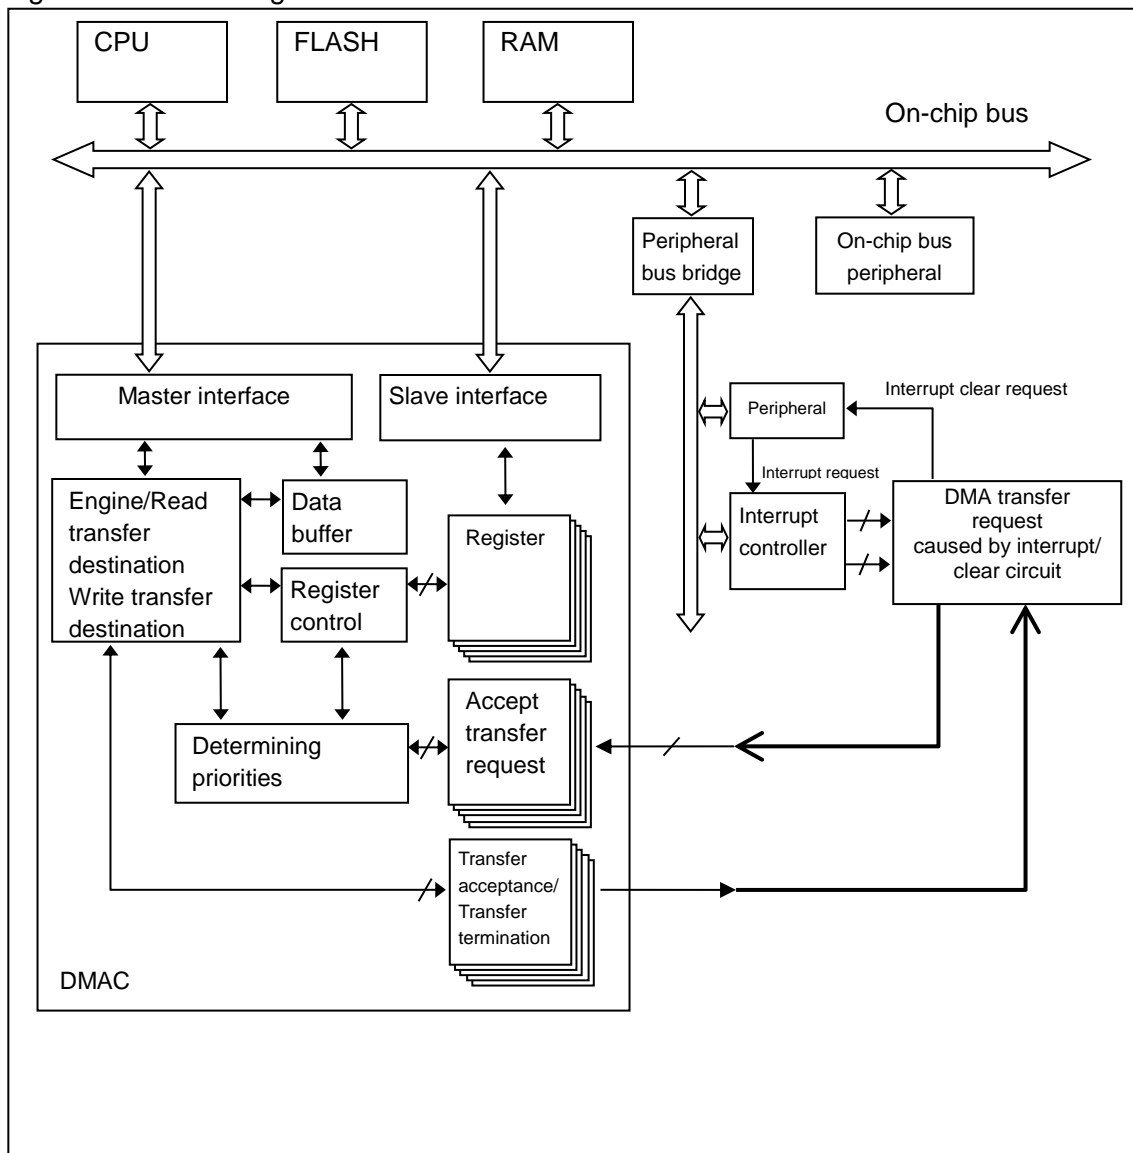 CPU
FLASH
RAM
On-chip bus
Peripheral
bus bridge
On-chip bus
peripheral
Master interface
Slave interface
Peripheral
Interrupt clear request
Interrupt request
Engine/Read
transfer
destination
Write transfer
destination
Data
buffer
Register
control
Register
Interrupt
controller
DMA transfer
request
caused by interrupt/
clear circuit
Determining
priorities
Accept
transfer
request
Transfer
acceptance/
Transfer
termination
DMAC